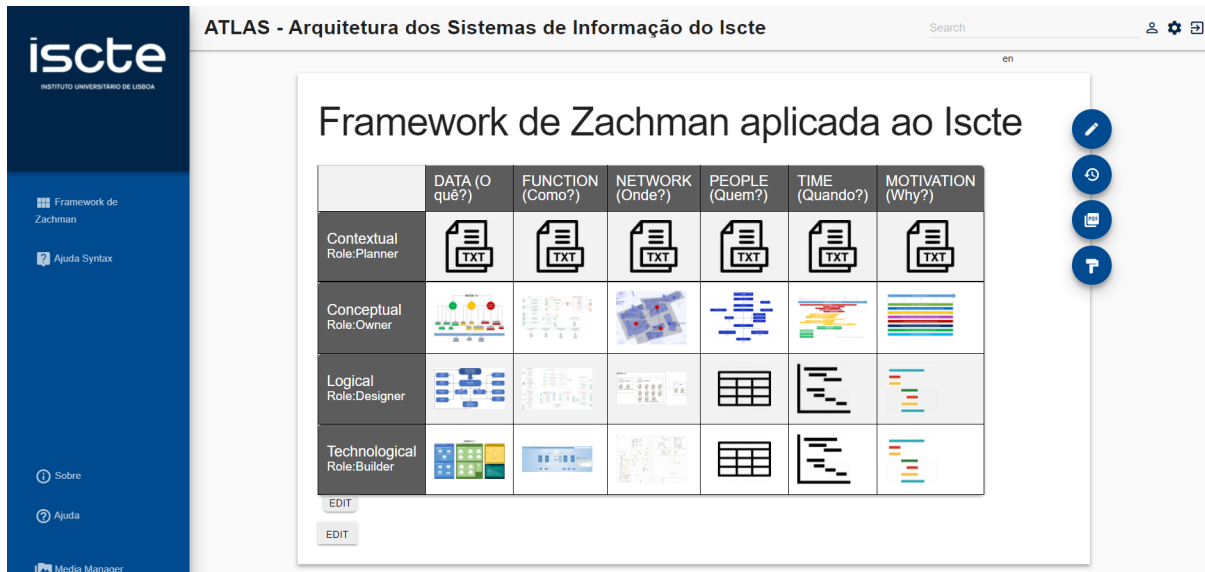 iscte
INSTITUTO UNIVERSITÁRIO DE LISBOA
ATLAS - Arquitetura dos Sistemas de Informação do Iscte
Search
en
Framework de
Zachman
Ajuda Syntax
Sobre
Ajuda
Media Manager
Framework de Zachman aplicada ao Iscte
DATA (O
quê?)
FUNCTION
(Como?)
NETWORK
(Onde?)
PEOPLE
(Quem?)
TIME
(Quando?)
MOTIVATION
(Why?)
Contextual
Role:Planner
TXT
TXT
TXT
TXT
TXT
TXT
Conceptual
Role:Owner
Logical
Role:Designer
Technological
Role:Builder
EDIT
EDIT
PDF